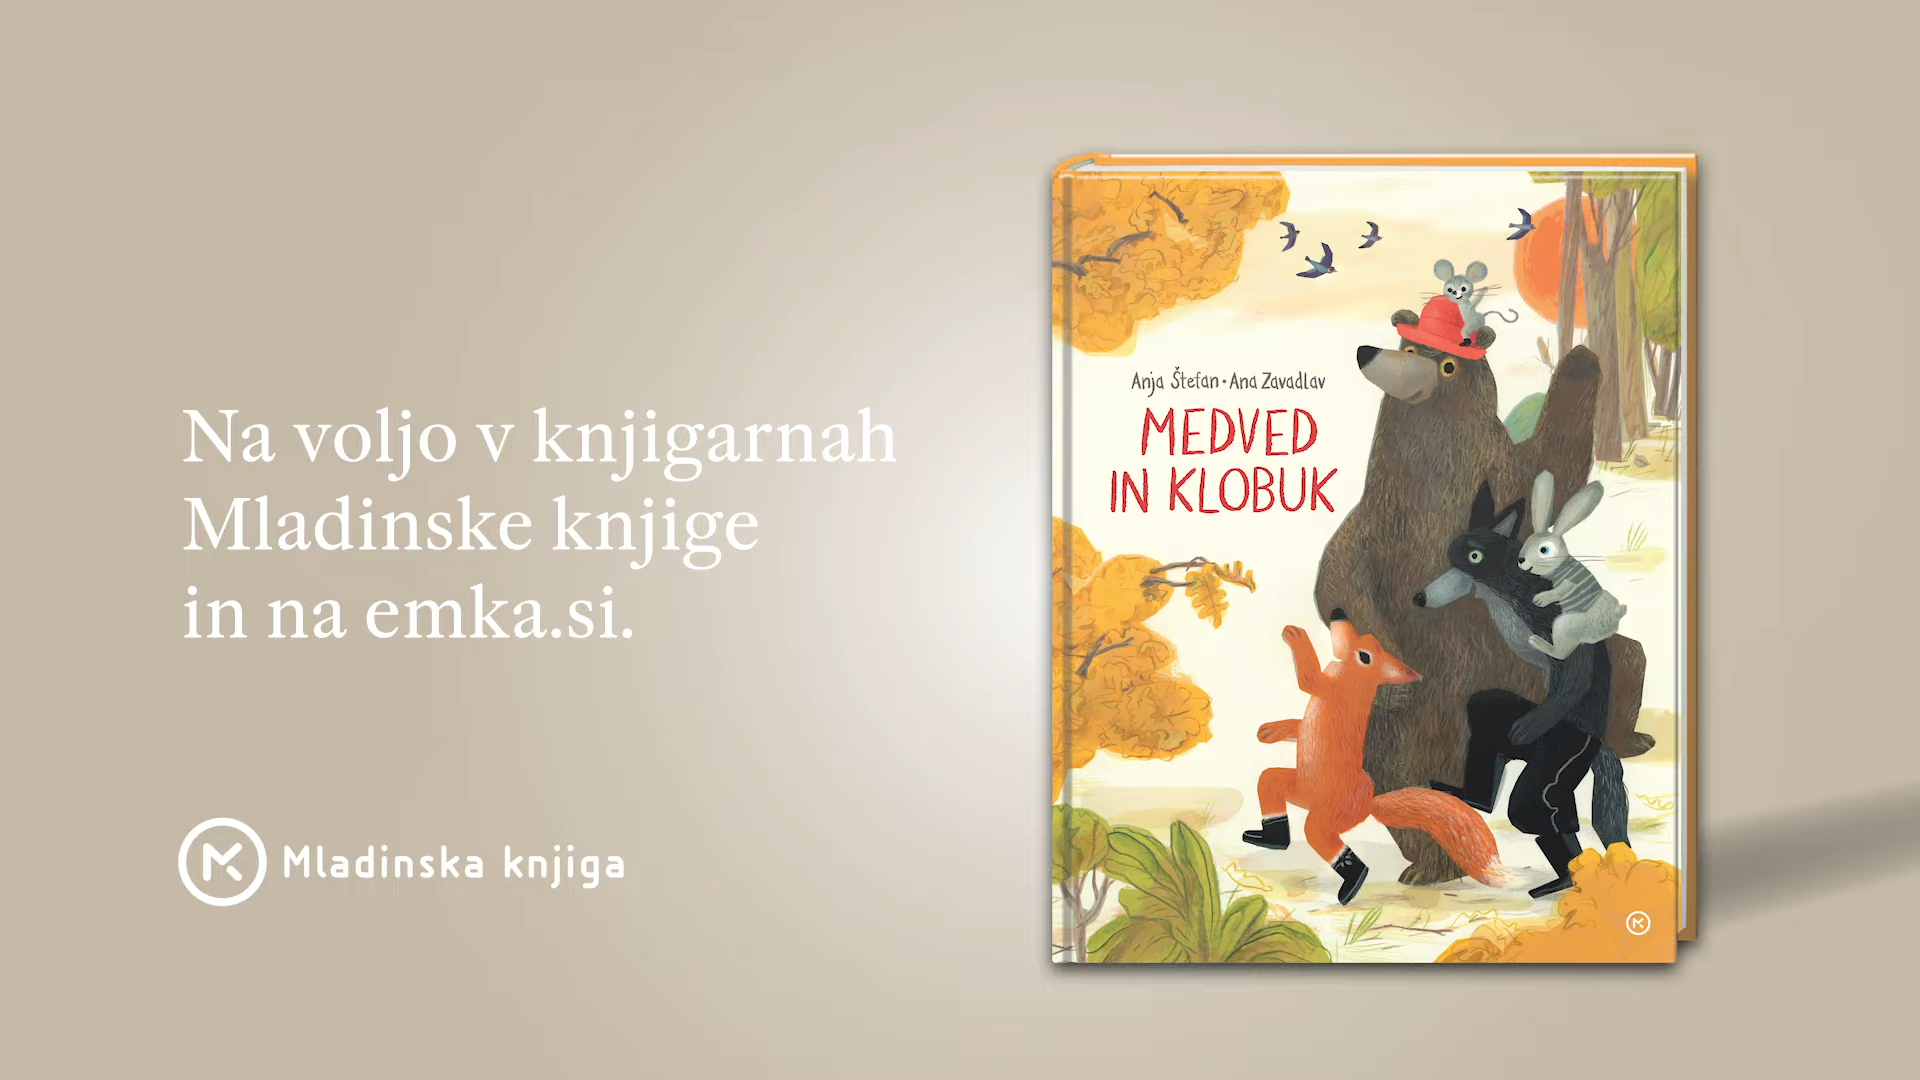 Na voljo v knjigarnah
Mladinske knjige
in na emka.si.
Mladinska knjiga
Anja Štefan • Ana Zavadlav
MEDVED
IN KLOBUK